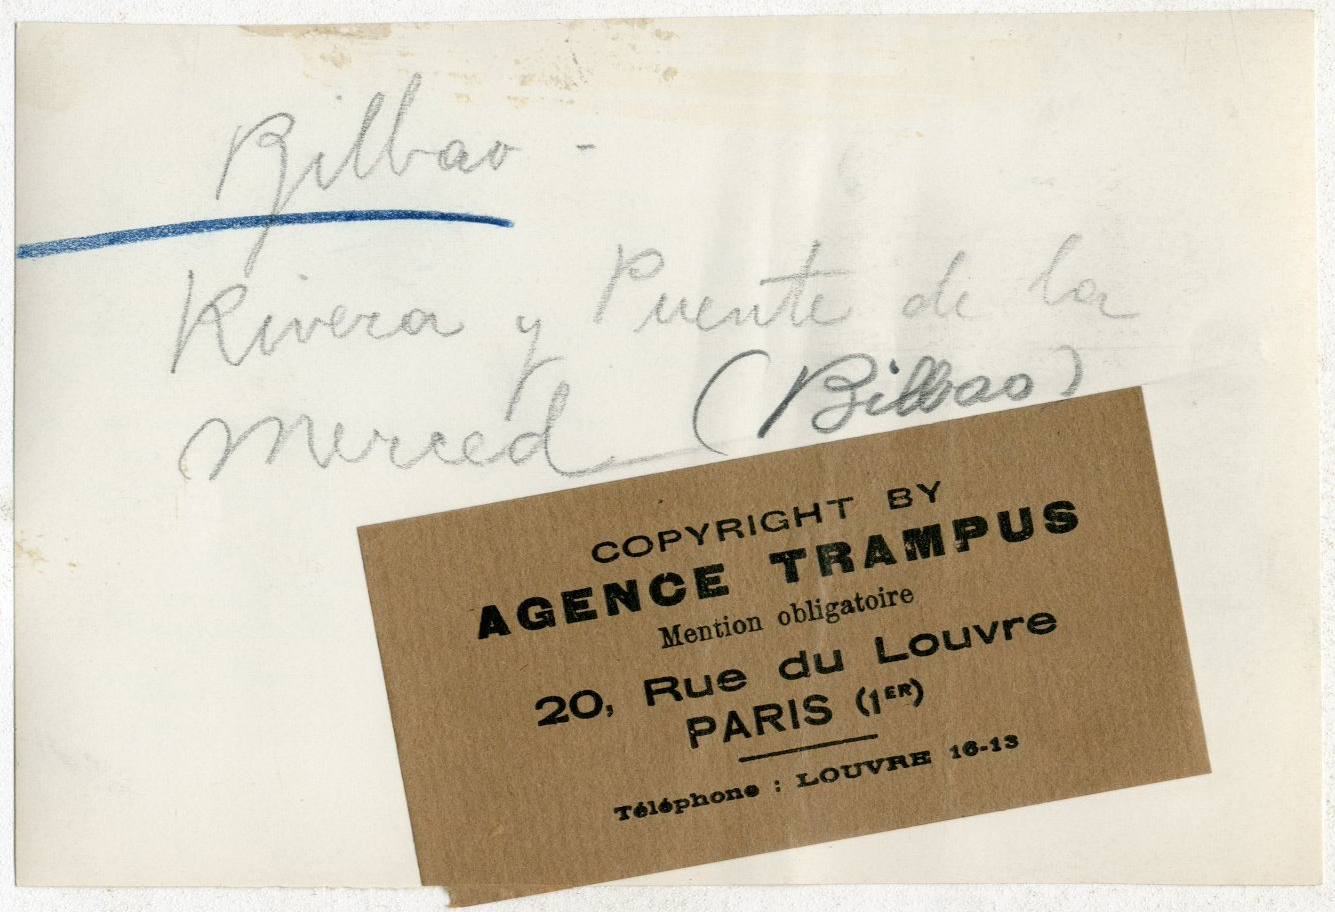 Bilbao -
Rivera y Puente de la
Merced (Bilbao)
COPYRIGHT BY
AGENCE TRAMPUS
Mention obligatoire
20, Rue du Louvre
PARIS (1ER)
Téléphone : LOUVRE 16-13